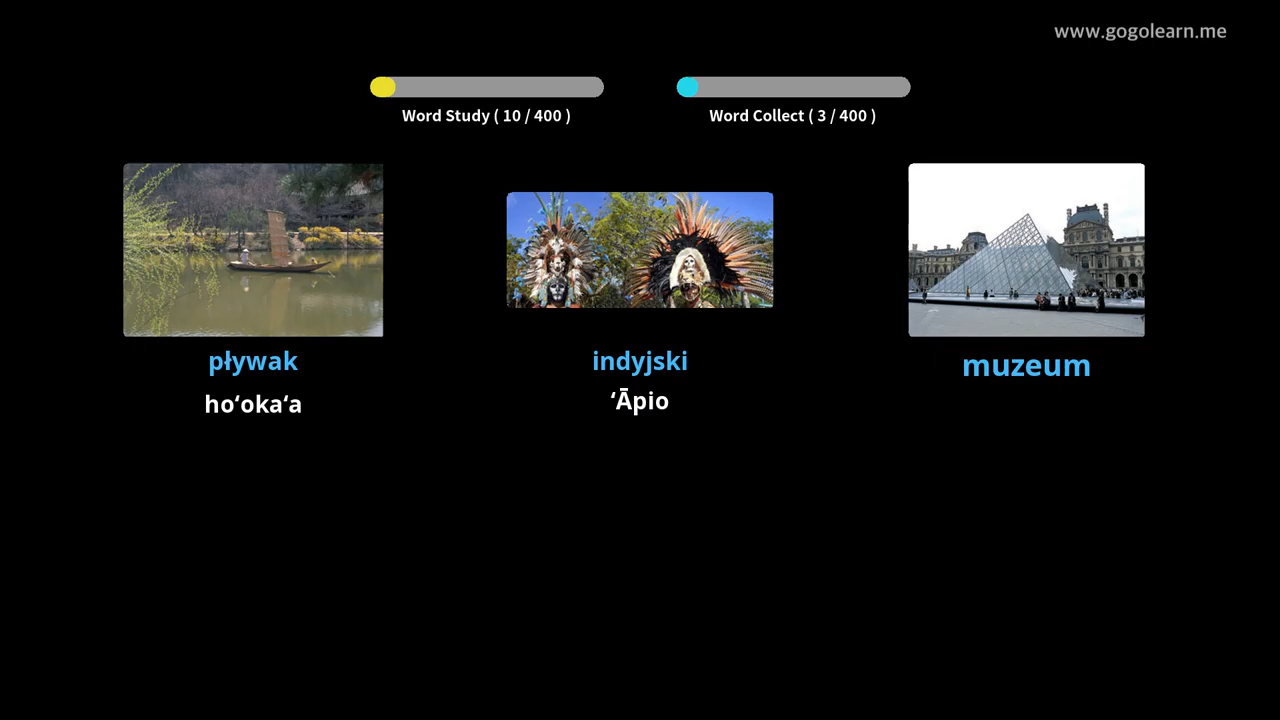 www.gogolearn.me
Word Study ( 10 / 400 )
Word Collect ( 3 / 400 )
pływak
hoʻokaʻa
indyjski
ʻĀpio
muzeum